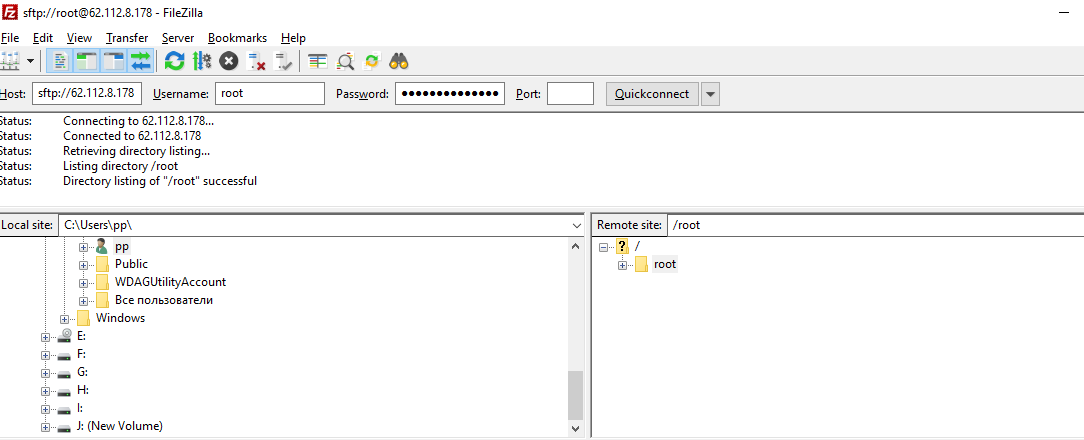 sftp://root@62.112.8.178 - FileZilla
File Edit View Transfer Server Bookmarks Help
Host: sftp://62.112.8.178 Username: root Password: ●●●●●●●●●●●●●● Port: Quickconnect
Status: Connecting to 62.112.8.178...
Status: Connected to 62.112.8.178
Status: Retrieving directory listing...
Status: Listing directory /root
Status: Directory listing of "/root" successful
Local site: C:\Users\pp\
pp
Public
WDAGUtilityAccount
Все пользователи
Windows
E:
F:
G:
H:
I:
J: (New Volume)
Remote site: /root
/
root